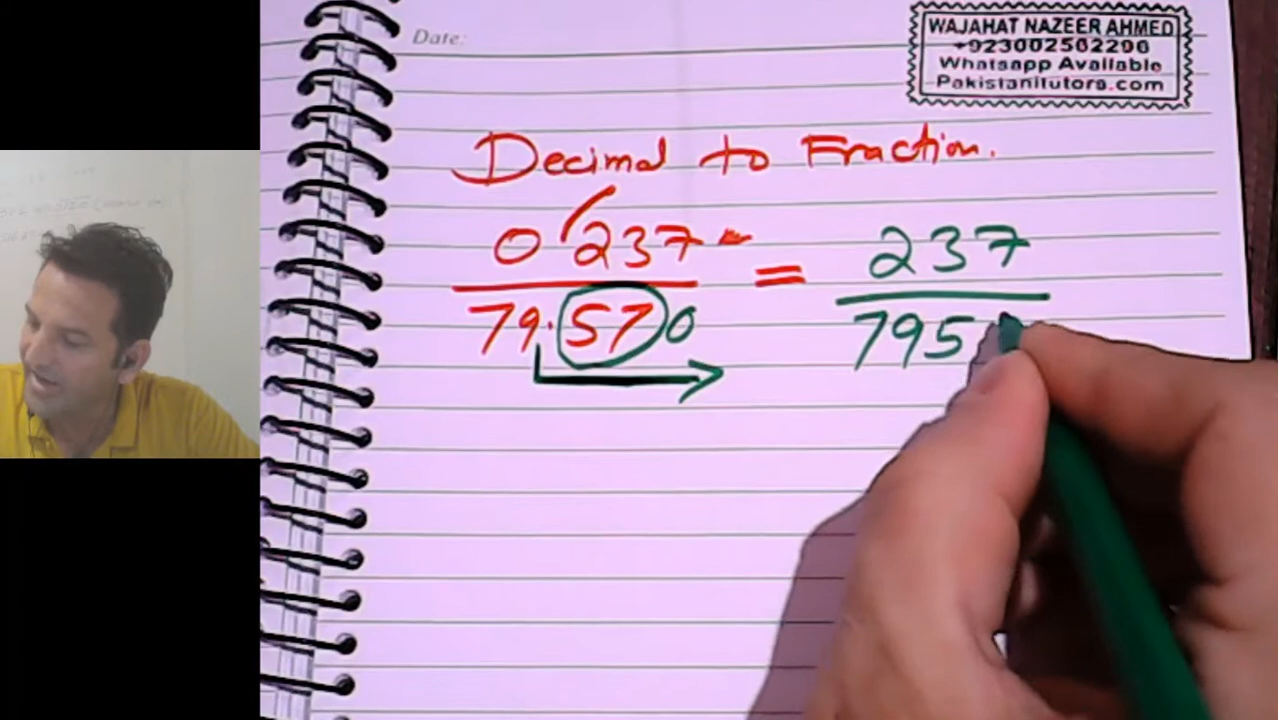 WAJAHAT NAZEER AHMED
+923002502296
Whatsapp Available
Pakistanitutors.com
Date:
Decimal to Fraction.
0 237 = 237
79.570 795